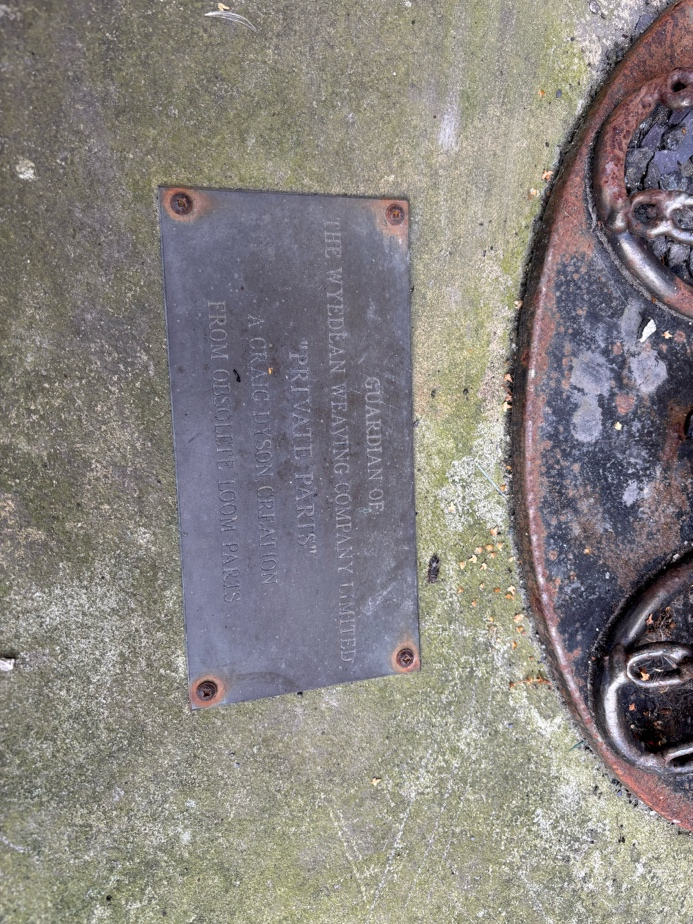 GUARDIAN OF
THE WYEDEAN WEAVING COMPANY LIMITED
"PRIVATE PARTS"
A CRAIG DYSON CREATION
FROM OBSOLETE LOOM PARTS